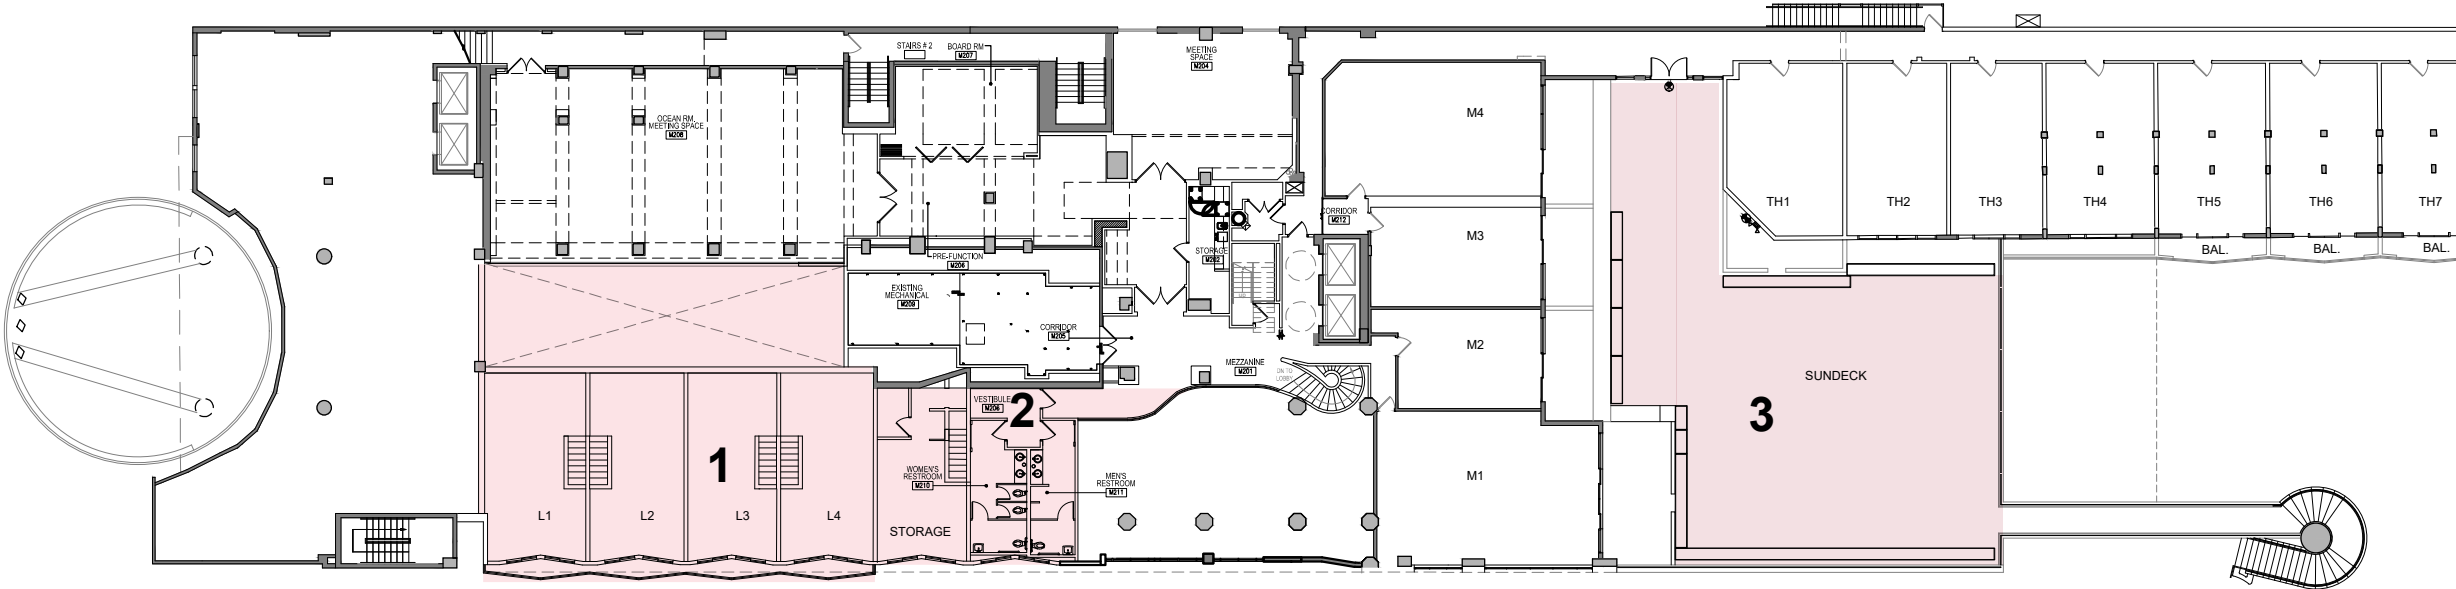 STAIRS # 2
BOARD RM
M207
MEETING
SPACE
M204
OCEAN RM.
MEETING SPACE
M208
M4
TH1
TH2
TH3
TH4
TH5
TH6
TH7
CORRIDOR
M212
M3
BAL.
BAL.
BAL.
STORAGE
M202
PRE-FUNCTION
M206
EXISTING
MECHANICAL
M209
CORRIDOR
M205
M2
MEZZANINE
M201
DN TO
LOBBY
SUNDECK
VESTIBULE
M206
2
3
1
WOMEN'S
RESTROOM
M210
MEN'S
RESTROOM
M211
M1
L1
L2
L3
L4
STORAGE